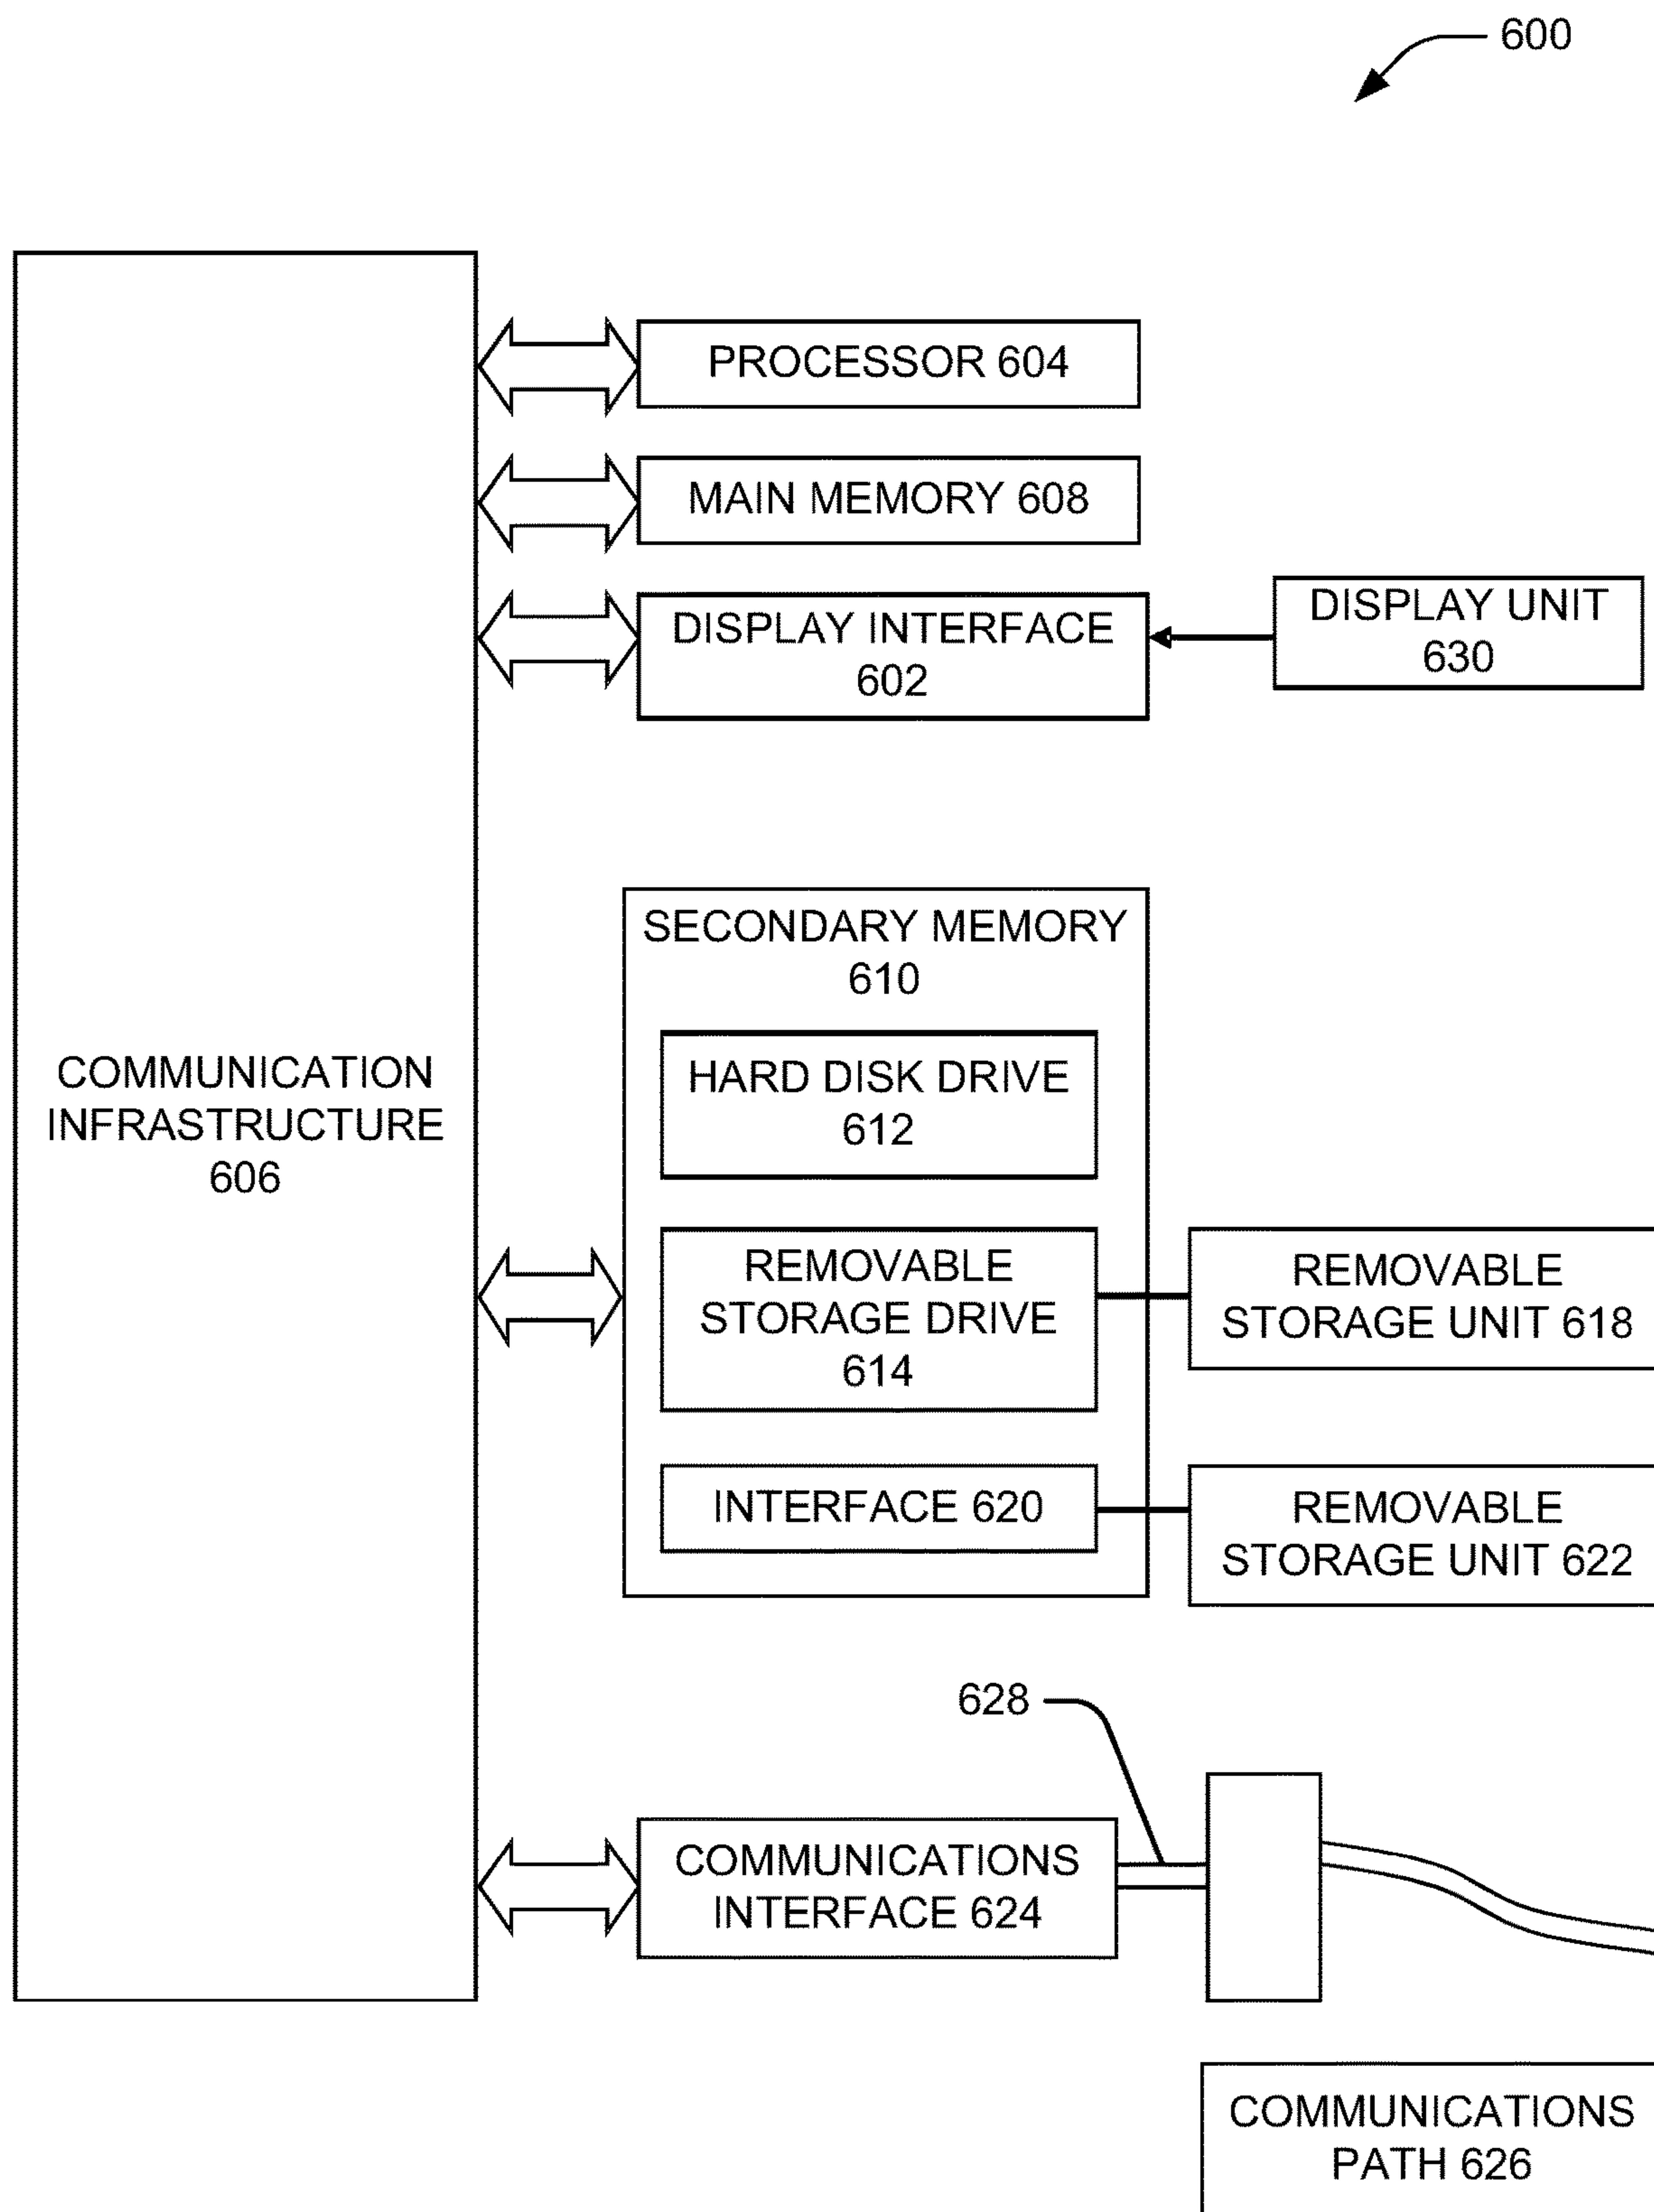 600
PROCESSOR 604
MAIN MEMORY 608
DISPLAY INTERFACE
602
DISPLAY UNIT
630
SECONDARY MEMORY
610
HARD DISK DRIVE
612
COMMUNICATION
INFRASTRUCTURE
606
REMOVABLE
STORAGE DRIVE
614
REMOVABLE
STORAGE UNIT 618
INTERFACE 620
REMOVABLE
STORAGE UNIT 622
628
COMMUNICATIONS
INTERFACE 624
COMMUNICATIONS
PATH 626